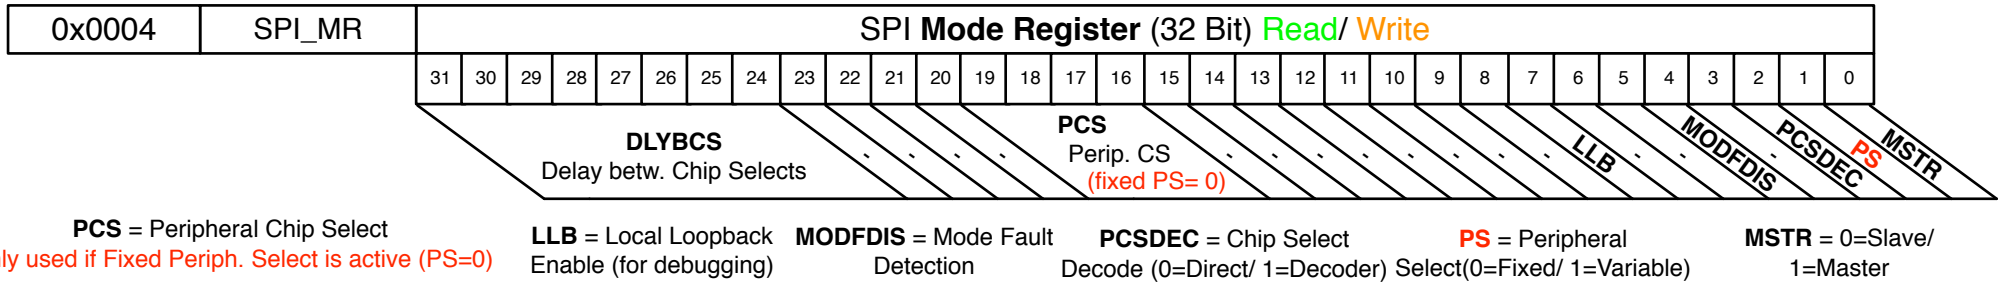 0x0004 SPI_MR SPI Mode Register (32 Bit) Read/ Write
31 30 29 28 27 26 25 24 23 22 21 20 19 18 17 16 15 14 13 12 11 10 9 8 7 6 5 4 3 2 1 0
DLYBCS
Delay betw. Chip Selects
- - - -
PCS
Perip. CS
(fixed PS= 0)
- - - - - - - - LLB - - MODFDIS - PCSDEC PS MSTR
PCS = Peripheral Chip Select
used if Fixed Periph. Select is active (PS=0)
LLB = Local Loopback
Enable (for debugging)
MODFDIS = Mode Fault
Detection
PCSDEC = Chip Select
Decode (0=Direct/ 1=Decoder)
PS = Peripheral
Select(0=Fixed/ 1=Variable)
MSTR = 0=Slave/
1=Master